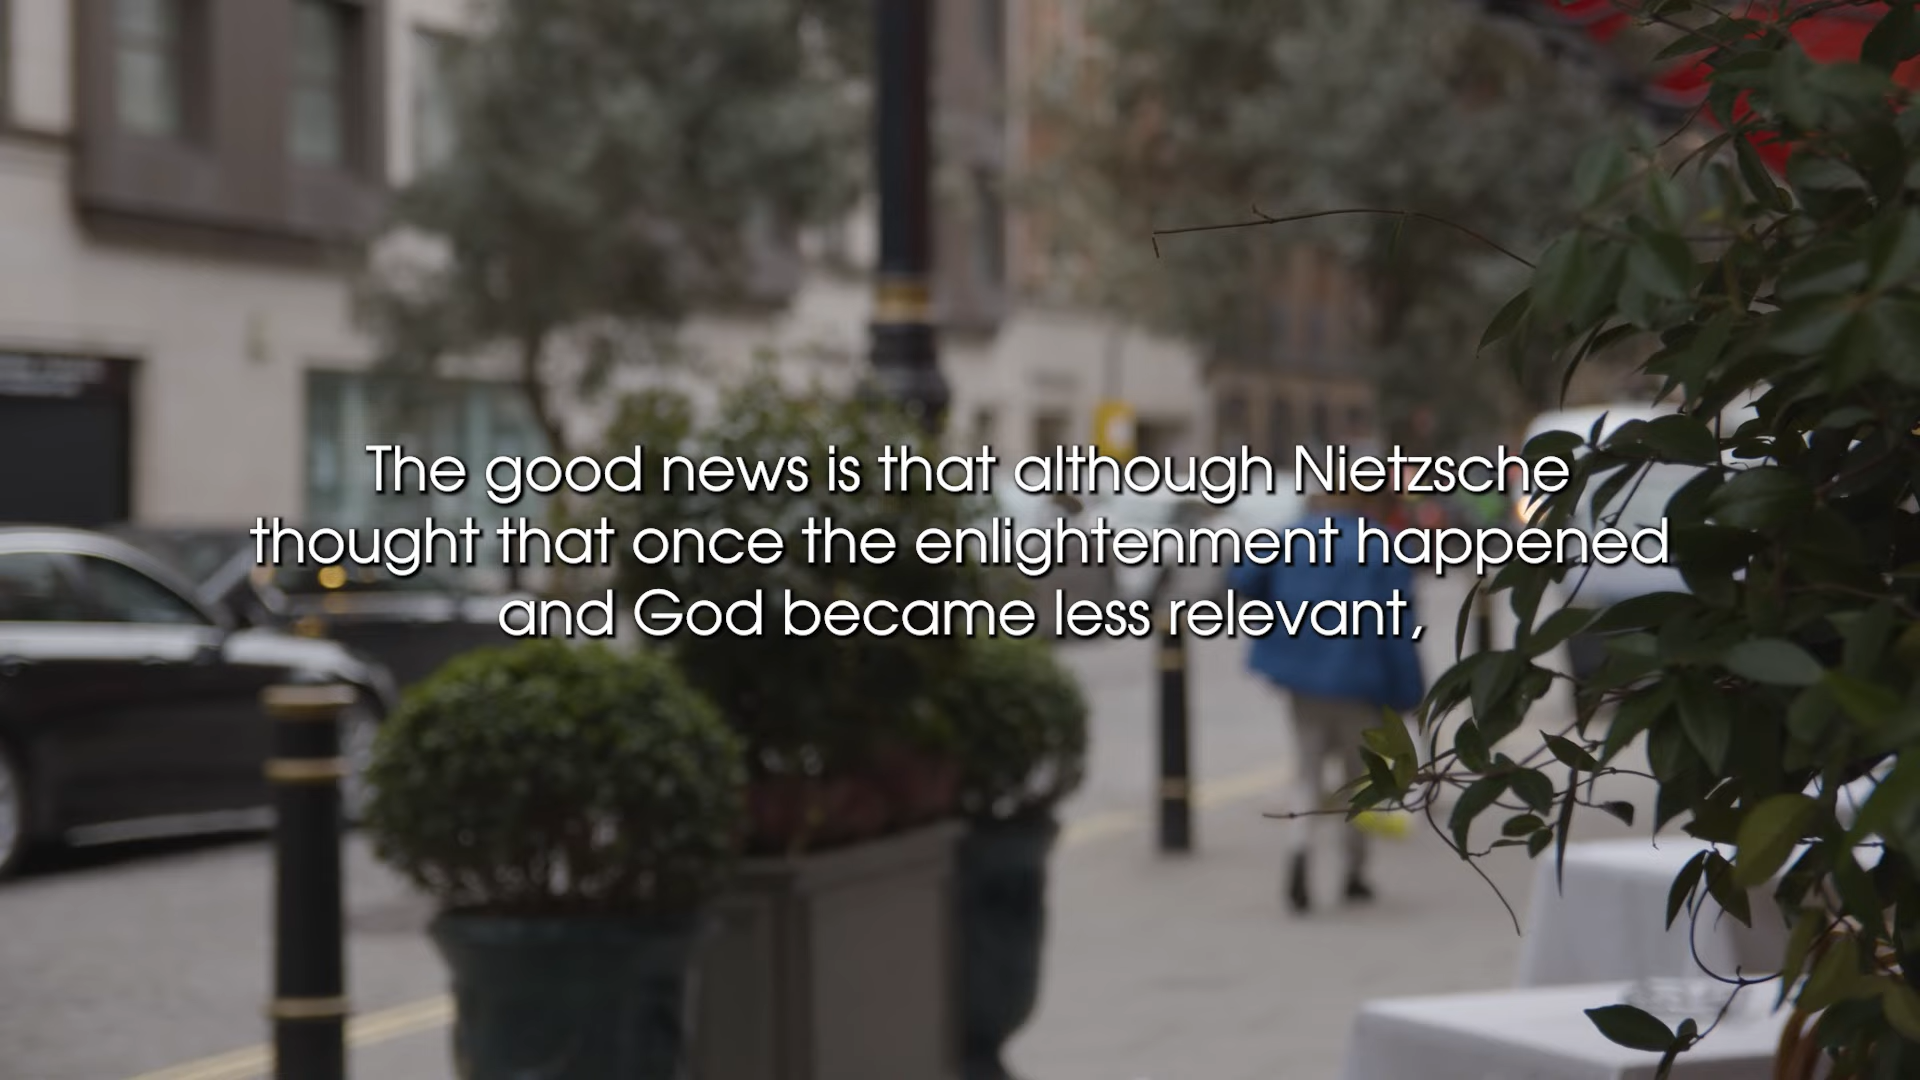 The good news is that although Nietzsche
thought that once the enlightenment happened
and God became less relevant,